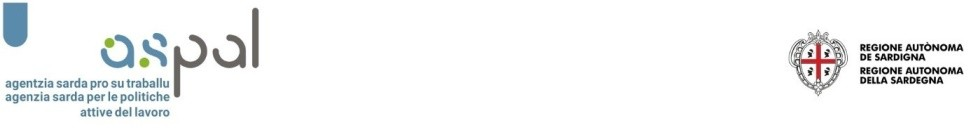 aspal
agentzia sarda pro su traballu
agenzia sarda per le politiche
attive del lavoro
REGIONE AUTÒNOMA
DE SARDIGNA
REGIONE AUTONOMA
DELLA SARDEGNA